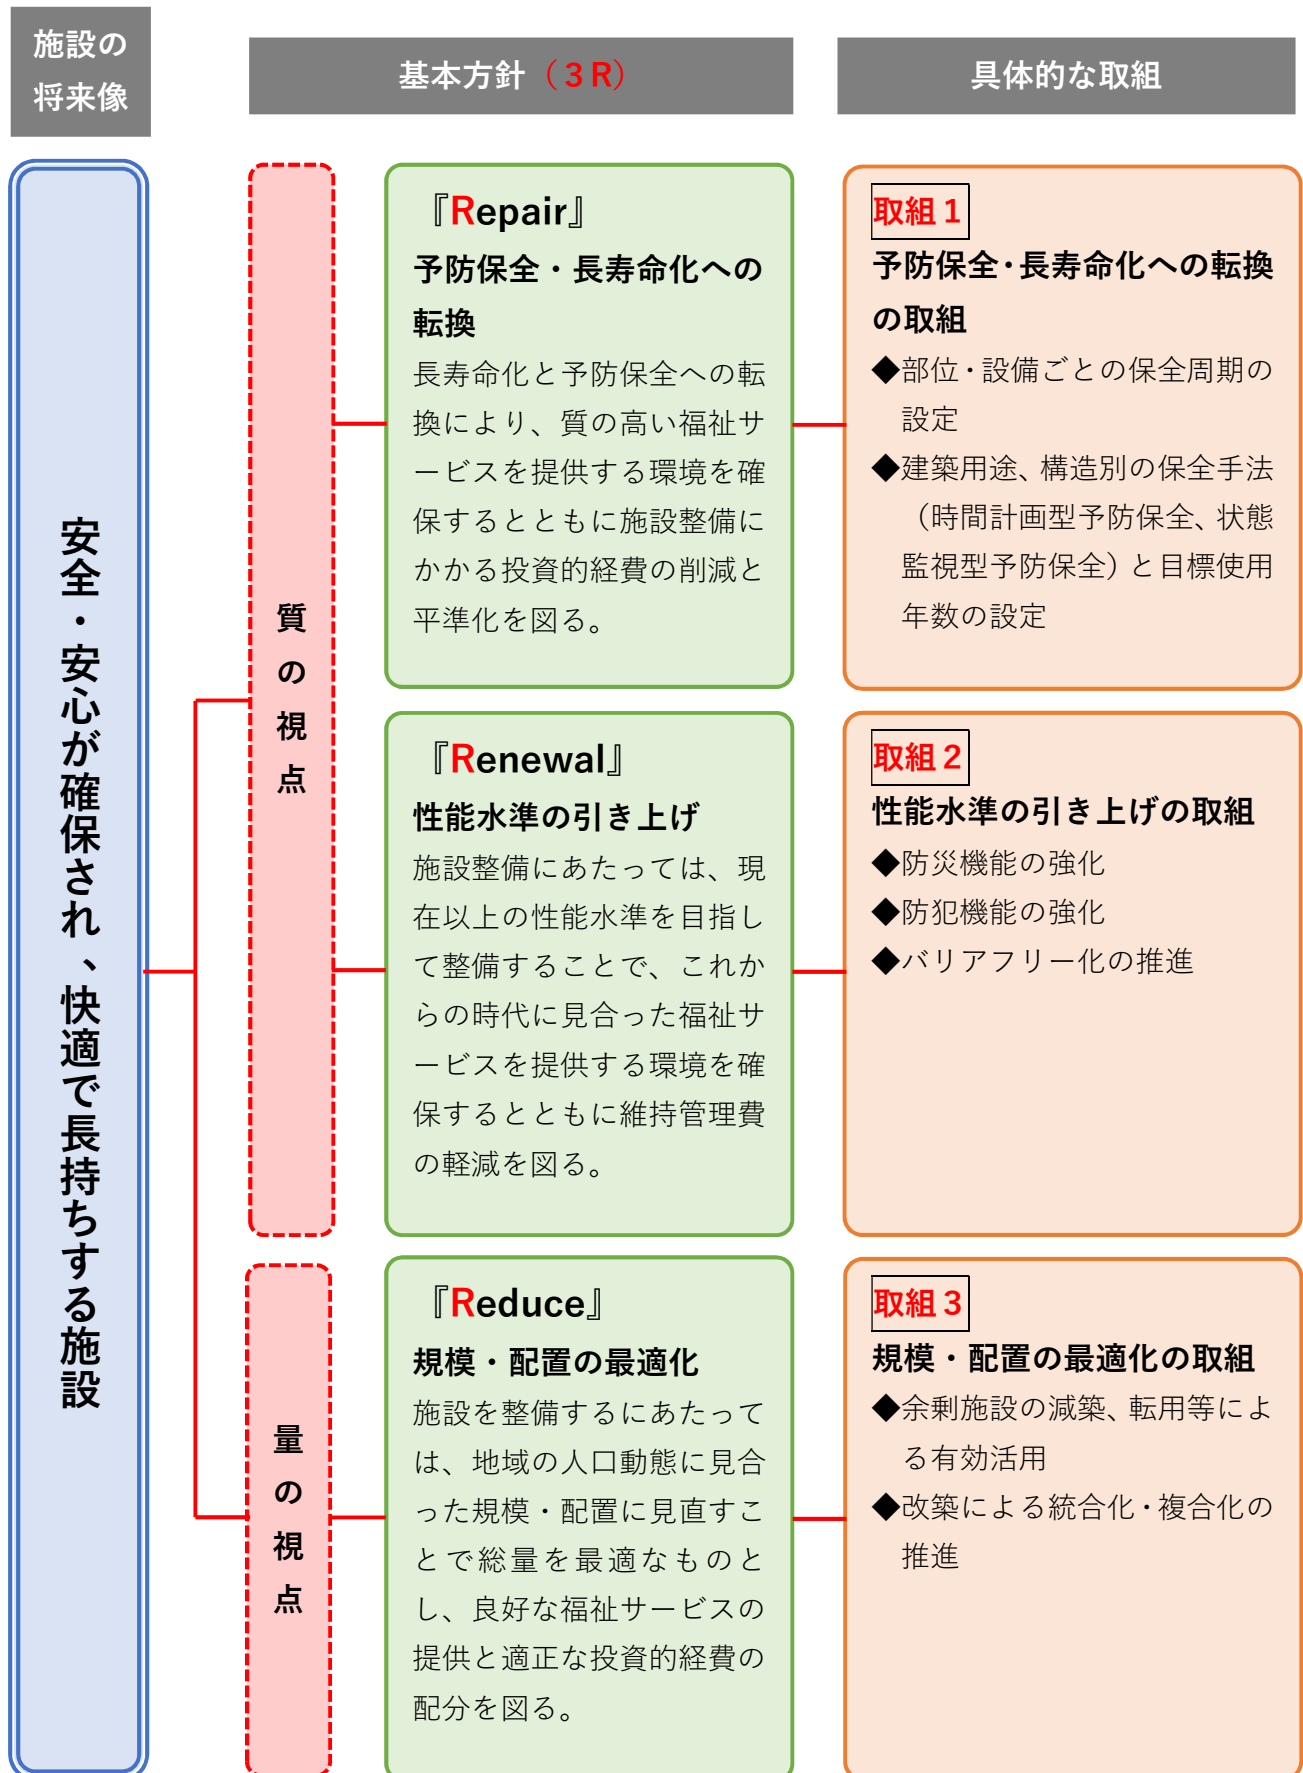 施設の
将来像
基本方針（３R）
具体的な取組
安全・安心が確保され、快適で長持ちする施設
質の視点
『Repair』
予防保全・長寿命化への
転換
長寿命化と予防保全への転
換により、質の高い福祉サ
ービスを提供する環境を確
保するとともに施設整備に
かかる投資的経費の削減と
平準化を図る。
取組１
予防保全・長寿命化への転換
の取組
◆部位・設備ごとの保全周期の
設定
◆建築用途、構造別の保全手法
（時間計画型予防保全、状態
監視型予防保全）と目標使用
年数の設定
『Renewal』
性能水準の引き上げ
施設整備にあたっては、現
在以上の性能水準を目指し
て整備することで、これか
らの時代に見合った福祉サ
ービスを提供する環境を確
保するとともに維持管理費
の軽減を図る。
取組２
性能水準の引き上げの取組
◆防災機能の強化
◆防犯機能の強化
◆バリアフリー化の推進
量の視点
『Reduce』
規模・配置の最適化
施設を整備するにあたって
は、地域の人口動態に見合
った規模・配置に見直すこ
とで総量を最適なものと
し、良好な福祉サービスの
提供と適正な投資的経費の
配分を図る。
取組３
規模・配置の最適化の取組
◆余剰施設の減築、転用等によ
る有効活用
◆改築による統合化・複合化の
推進